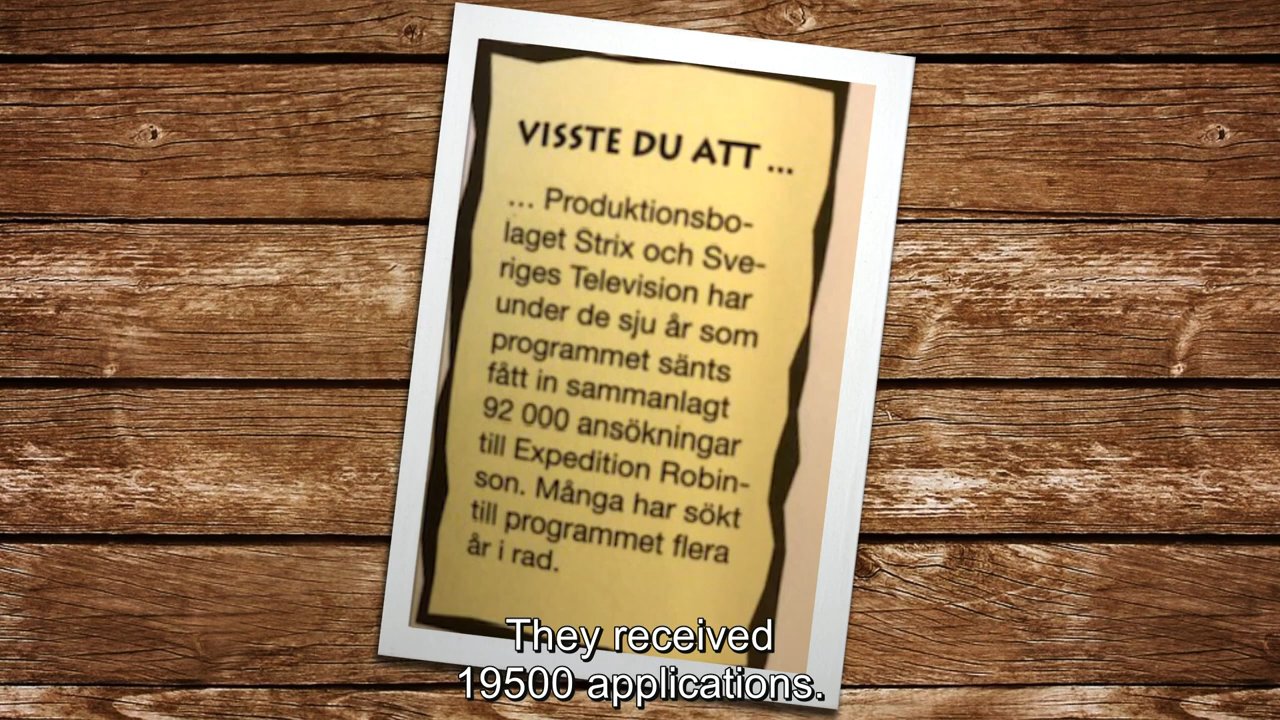 VISSTE DU ATT ...
... Produktionsbo-
laget Strix och Sve-
riges Television har
under de sju år som
programmet sänts
fått in sammanlagt
92 000 ansökningar
till Expedition Robin-
son. Många har sökt
till programmet flera
år i rad.
They received
19500 applications.